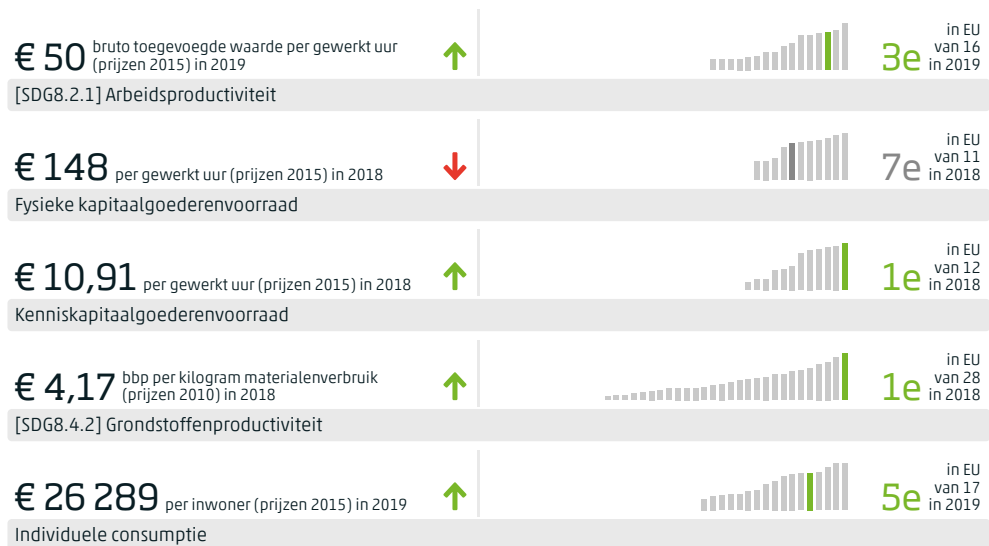 € 50 bruto toegevoegde waarde per gewerkt uur
(prijzen 2015) in 2019
3e
in EU
van 16
in 2019
[SDG8.2.1] Arbeidsproductiviteit
€ 148 per gewerkt uur (prijzen 2015) in 2018
7e
in EU
van 11
in 2018
Fysieke kapitaalgoederenvoorraad
€ 10,91 per gewerkt uur (prijzen 2015) in 2018
1e
in EU
van 12
in 2018
Kenniskapitaalgoederenvoorraad
€ 4,17 bbp per kilogram materialenverbruik
(prijzen 2010) in 2018
1e
in EU
van 28
in 2018
[SDG8.4.2] Grondstoffenproductiviteit
€ 26 289 per inwoner (prijzen 2015) in 2019
5e
in EU
van 17
in 2019
Individuele consumptie